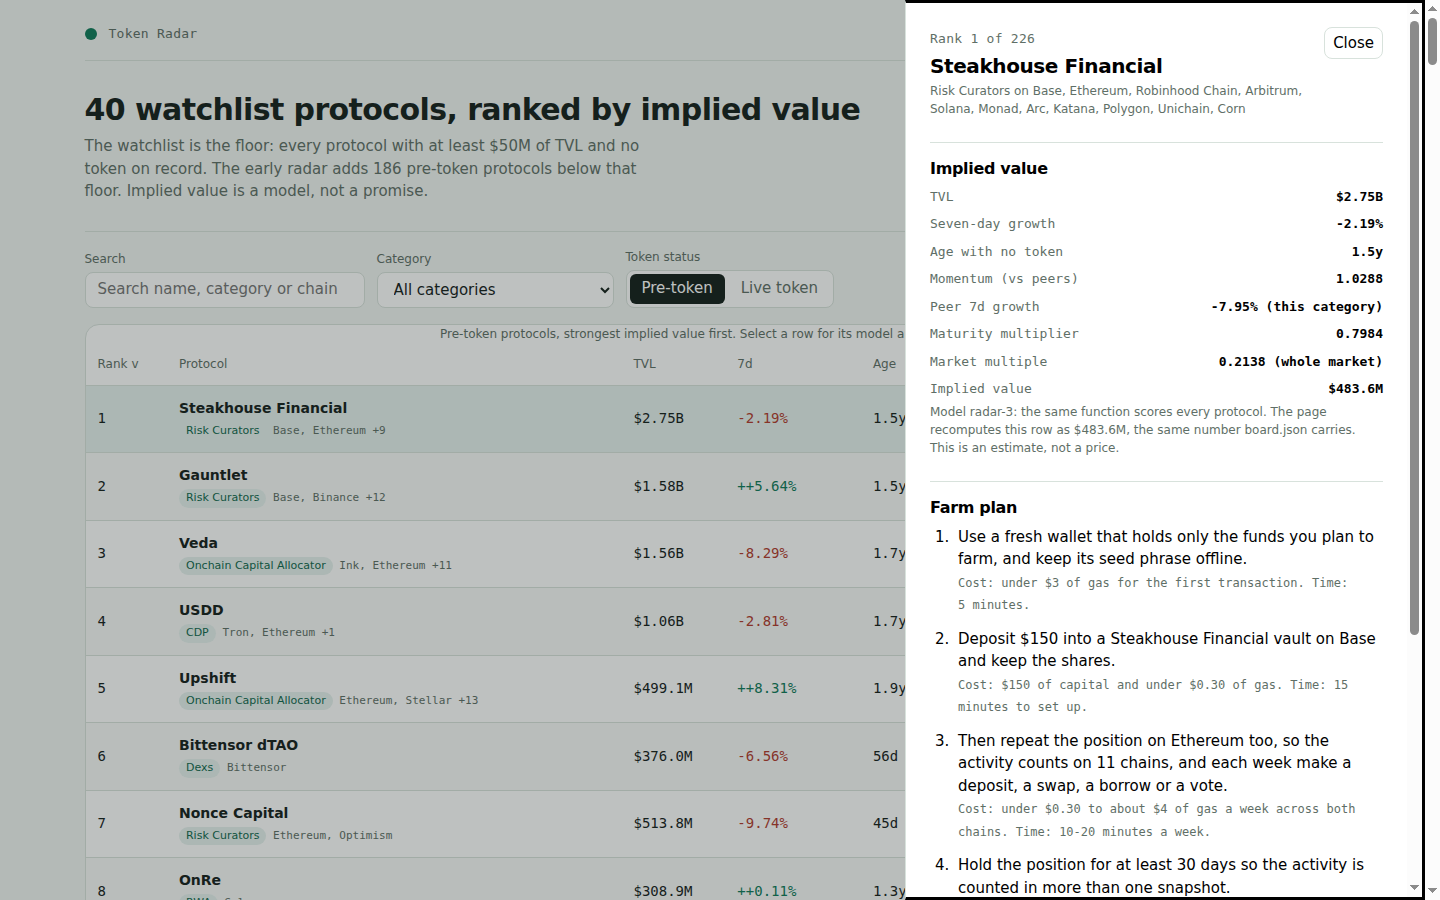 Token Radar
40 watchlist protocols, ranked by implied value
The watchlist is the floor: every protocol with at least $50M of TVL and no
token on record. The early radar adds 186 pre-token protocols below that
floor. Implied value is a model, not a promise.
Search
Category
Token status
Search name, category or chain
All categories
Pre-token
Live token
Pre-token protocols, strongest implied value first. Select a row for its model a
Rank v Protocol TVL 7d Age
1 Steakhouse Financial $2.75B -2.19% 1.5y
Risk Curators Base, Ethereum +9
2 Gauntlet $1.58B ++5.64% 1.5y
Risk Curators Base, Binance +12
3 Veda $1.56B -8.29% 1.7y
Onchain Capital Allocator Ink, Ethereum +11
4 USDD $1.06B -2.81% 1.7y
CDP Tron, Ethereum +1
5 Upshift $499.1M ++8.31% 1.9y
Onchain Capital Allocator Ethereum, Stellar +13
6 Bittensor dTAO $376.0M -6.56% 56d
Dexs Bittensor
7 Nonce Capital $513.8M -9.74% 45d
Risk Curators Ethereum, Optimism
8 OnRe $308.9M ++0.11% 1.3y
Rank 1 of 226
Close
Steakhouse Financial
Risk Curators on Base, Ethereum, Robinhood Chain, Arbitrum,
Solana, Monad, Arc, Katana, Polygon, Unichain, Corn
Implied value
TVL $2.75B
Seven-day growth -2.19%
Age with no token 1.5y
Momentum (vs peers) 1.0288
Peer 7d growth -7.95% (this category)
Maturity multiplier 0.7984
Market multiple 0.2138 (whole market)
Implied value $483.6M
Model radar-3: the same function scores every protocol. The page
recomputes this row as $483.6M, the same number board.json carries.
This is an estimate, not a price.
Farm plan
1. Use a fresh wallet that holds only the funds you plan to
farm, and keep its seed phrase offline.
Cost: under $3 of gas for the first transaction. Time:
5 minutes.
2. Deposit $150 into a Steakhouse Financial vault on Base
and keep the shares.
Cost: $150 of capital and under $0.30 of gas. Time: 15
minutes to set up.
3. Then repeat the position on Ethereum too, so the
activity counts on 11 chains, and each week make a
deposit, a swap, a borrow or a vote.
Cost: under $0.30 to about $4 of gas a week across both
chains. Time: 10-20 minutes a week.
4. Hold the position for at least 30 days so the activity is
counted in more than one snapshot.